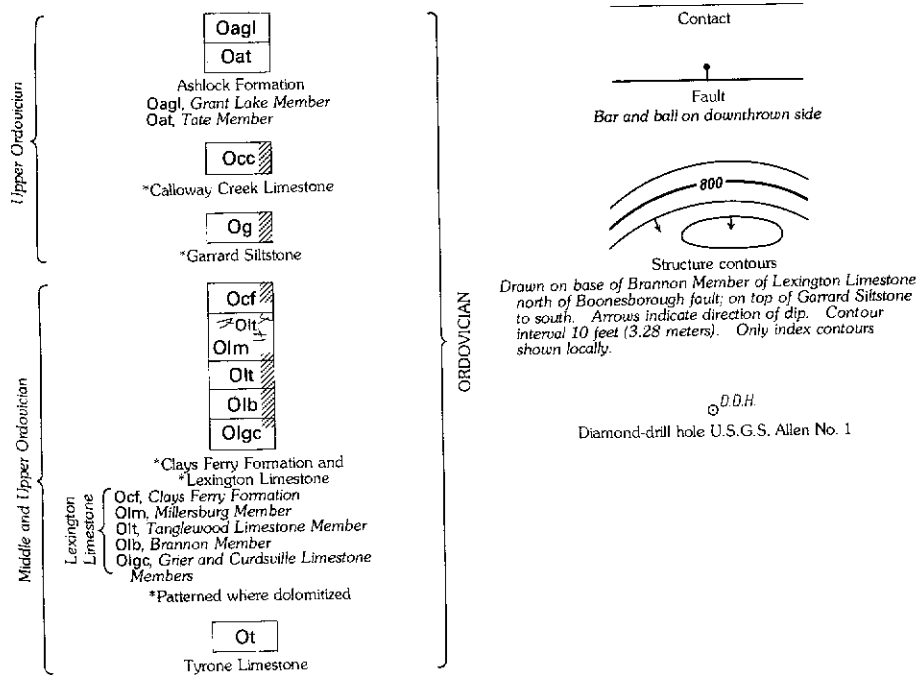 Oagl
Oat
Ashlock Formation
Oagl, Grant Lake Member
Oat, Tate Member
Occ
*Calloway Creek Limestone
Og
*Garrard Siltstone
Upper Ordovician
Ocf
Olt
Olm
Olt
Olb
Olgc
*Clays Ferry Formation and
*Lexington Limestone
Lexington
Limestone
Ocf, Clays Ferry Formation
Olm, Millersburg Member
Olt, Tanglewood Limestone Member
Olb, Brannon Member
Olgc, Grier and Curdsville Limestone
Members
*Patterned where dolomitized
Ot
Tyrone Limestone
Middle and Upper Ordovician
ORDOVICIAN
Contact
Fault
Bar and ball on downthrown side
800
Structure contours
Drawn on base of Brannon Member of Lexington Limestone
north of Boonesborough fault; on top of Garrard Siltstone
to south. Arrows indicate direction of dip. Contour
interval 10 feet (3.28 meters). Only index contours
shown locally.
D.D.H.
Diamond-drill hole U.S.G.S. Allen No. 1